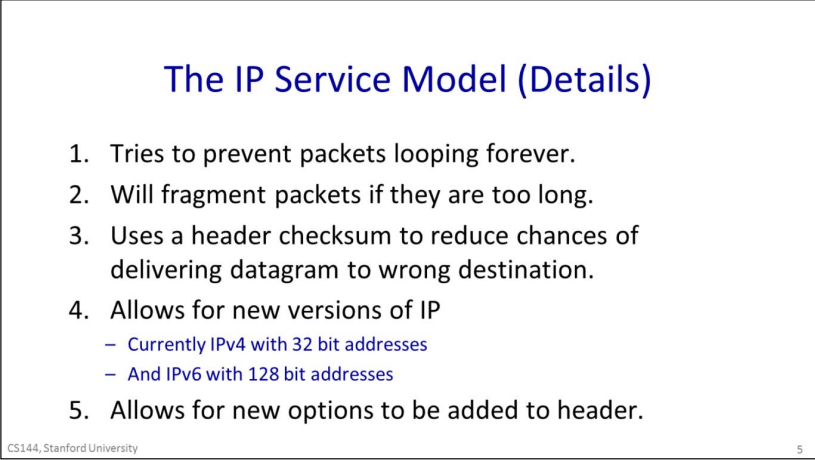 The IP Service Model (Details)
1. Tries to prevent packets looping forever.
2. Will fragment packets if they are too long.
3. Uses a header checksum to reduce chances of
delivering datagram to wrong destination.
4. Allows for new versions of IP
– Currently IPv4 with 32 bit addresses
– And IPv6 with 128 bit addresses
5. Allows for new options to be added to header.
CS144, Stanford University
5